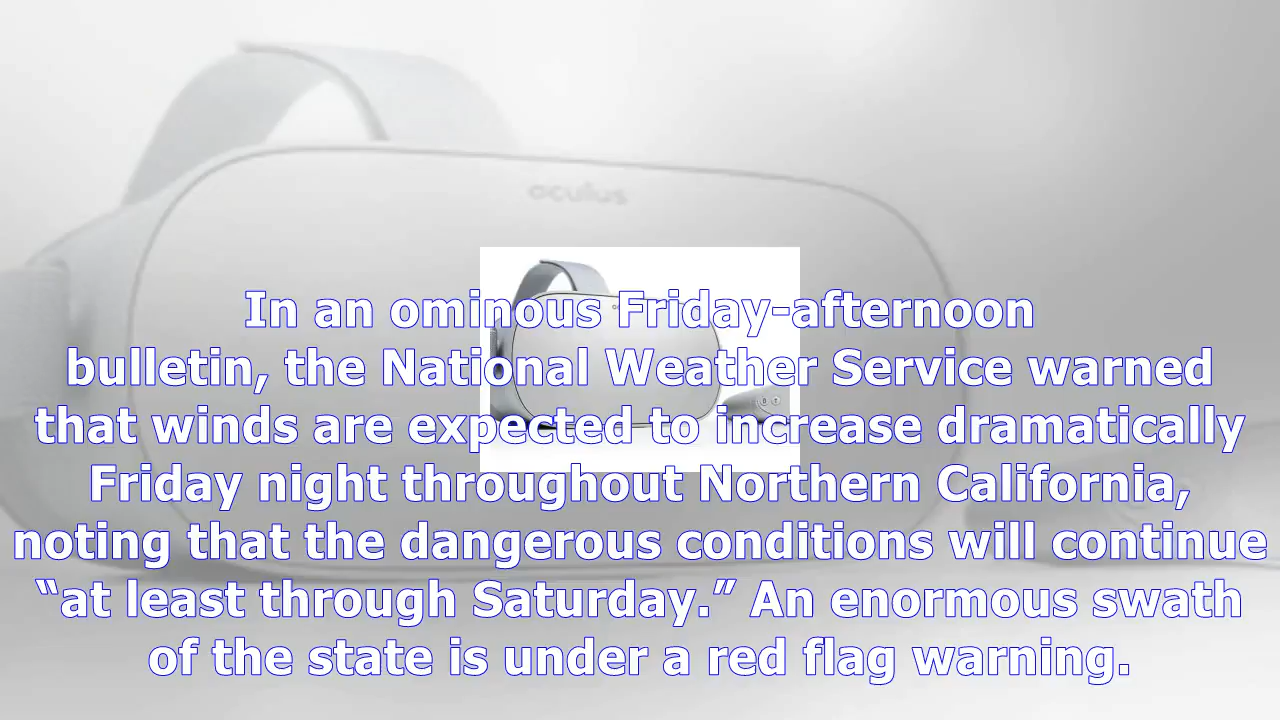 oculus
In an ominous Friday-afternoon
bulletin, the National Weather Service warned
that winds are expected to increase dramatically
Friday night throughout Northern California,
noting that the dangerous conditions will continue
“at least through Saturday.” An enormous swath
of the state is under a red flag warning.